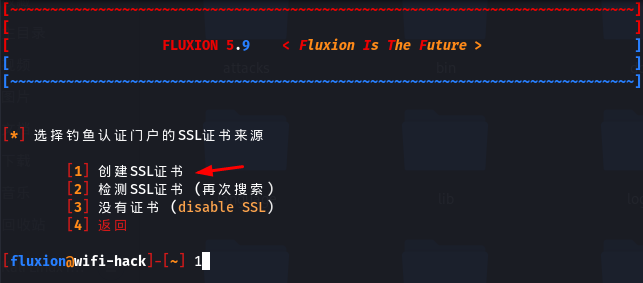 [~~~~~~~~~~~~~~~~~~~~~~~~~~~~~~~~~~~~~~~~~~~~~~~~~~~~~~~~~~~~~~~~~~~~~~~~~~~~~~]
[ ]
[ FLUXION 5.9 < Fluxion Is The Future > ]
[ ]
[~~~~~~~~~~~~~~~~~~~~~~~~~~~~~~~~~~~~~~~~~~~~~~~~~~~~~~~~~~~~~~~~~~~~~~~~~~~~~~]
attacks bin
[*] 选择钓鱼认证门户的SSL证书来源
[1] 创建SSL证书
[2] 检测SSL证书 (再次搜索)
[3] 没有证书 (disable SSL)
lib
[4] 返回
[fluxion@wifi-hack]-[~] 1